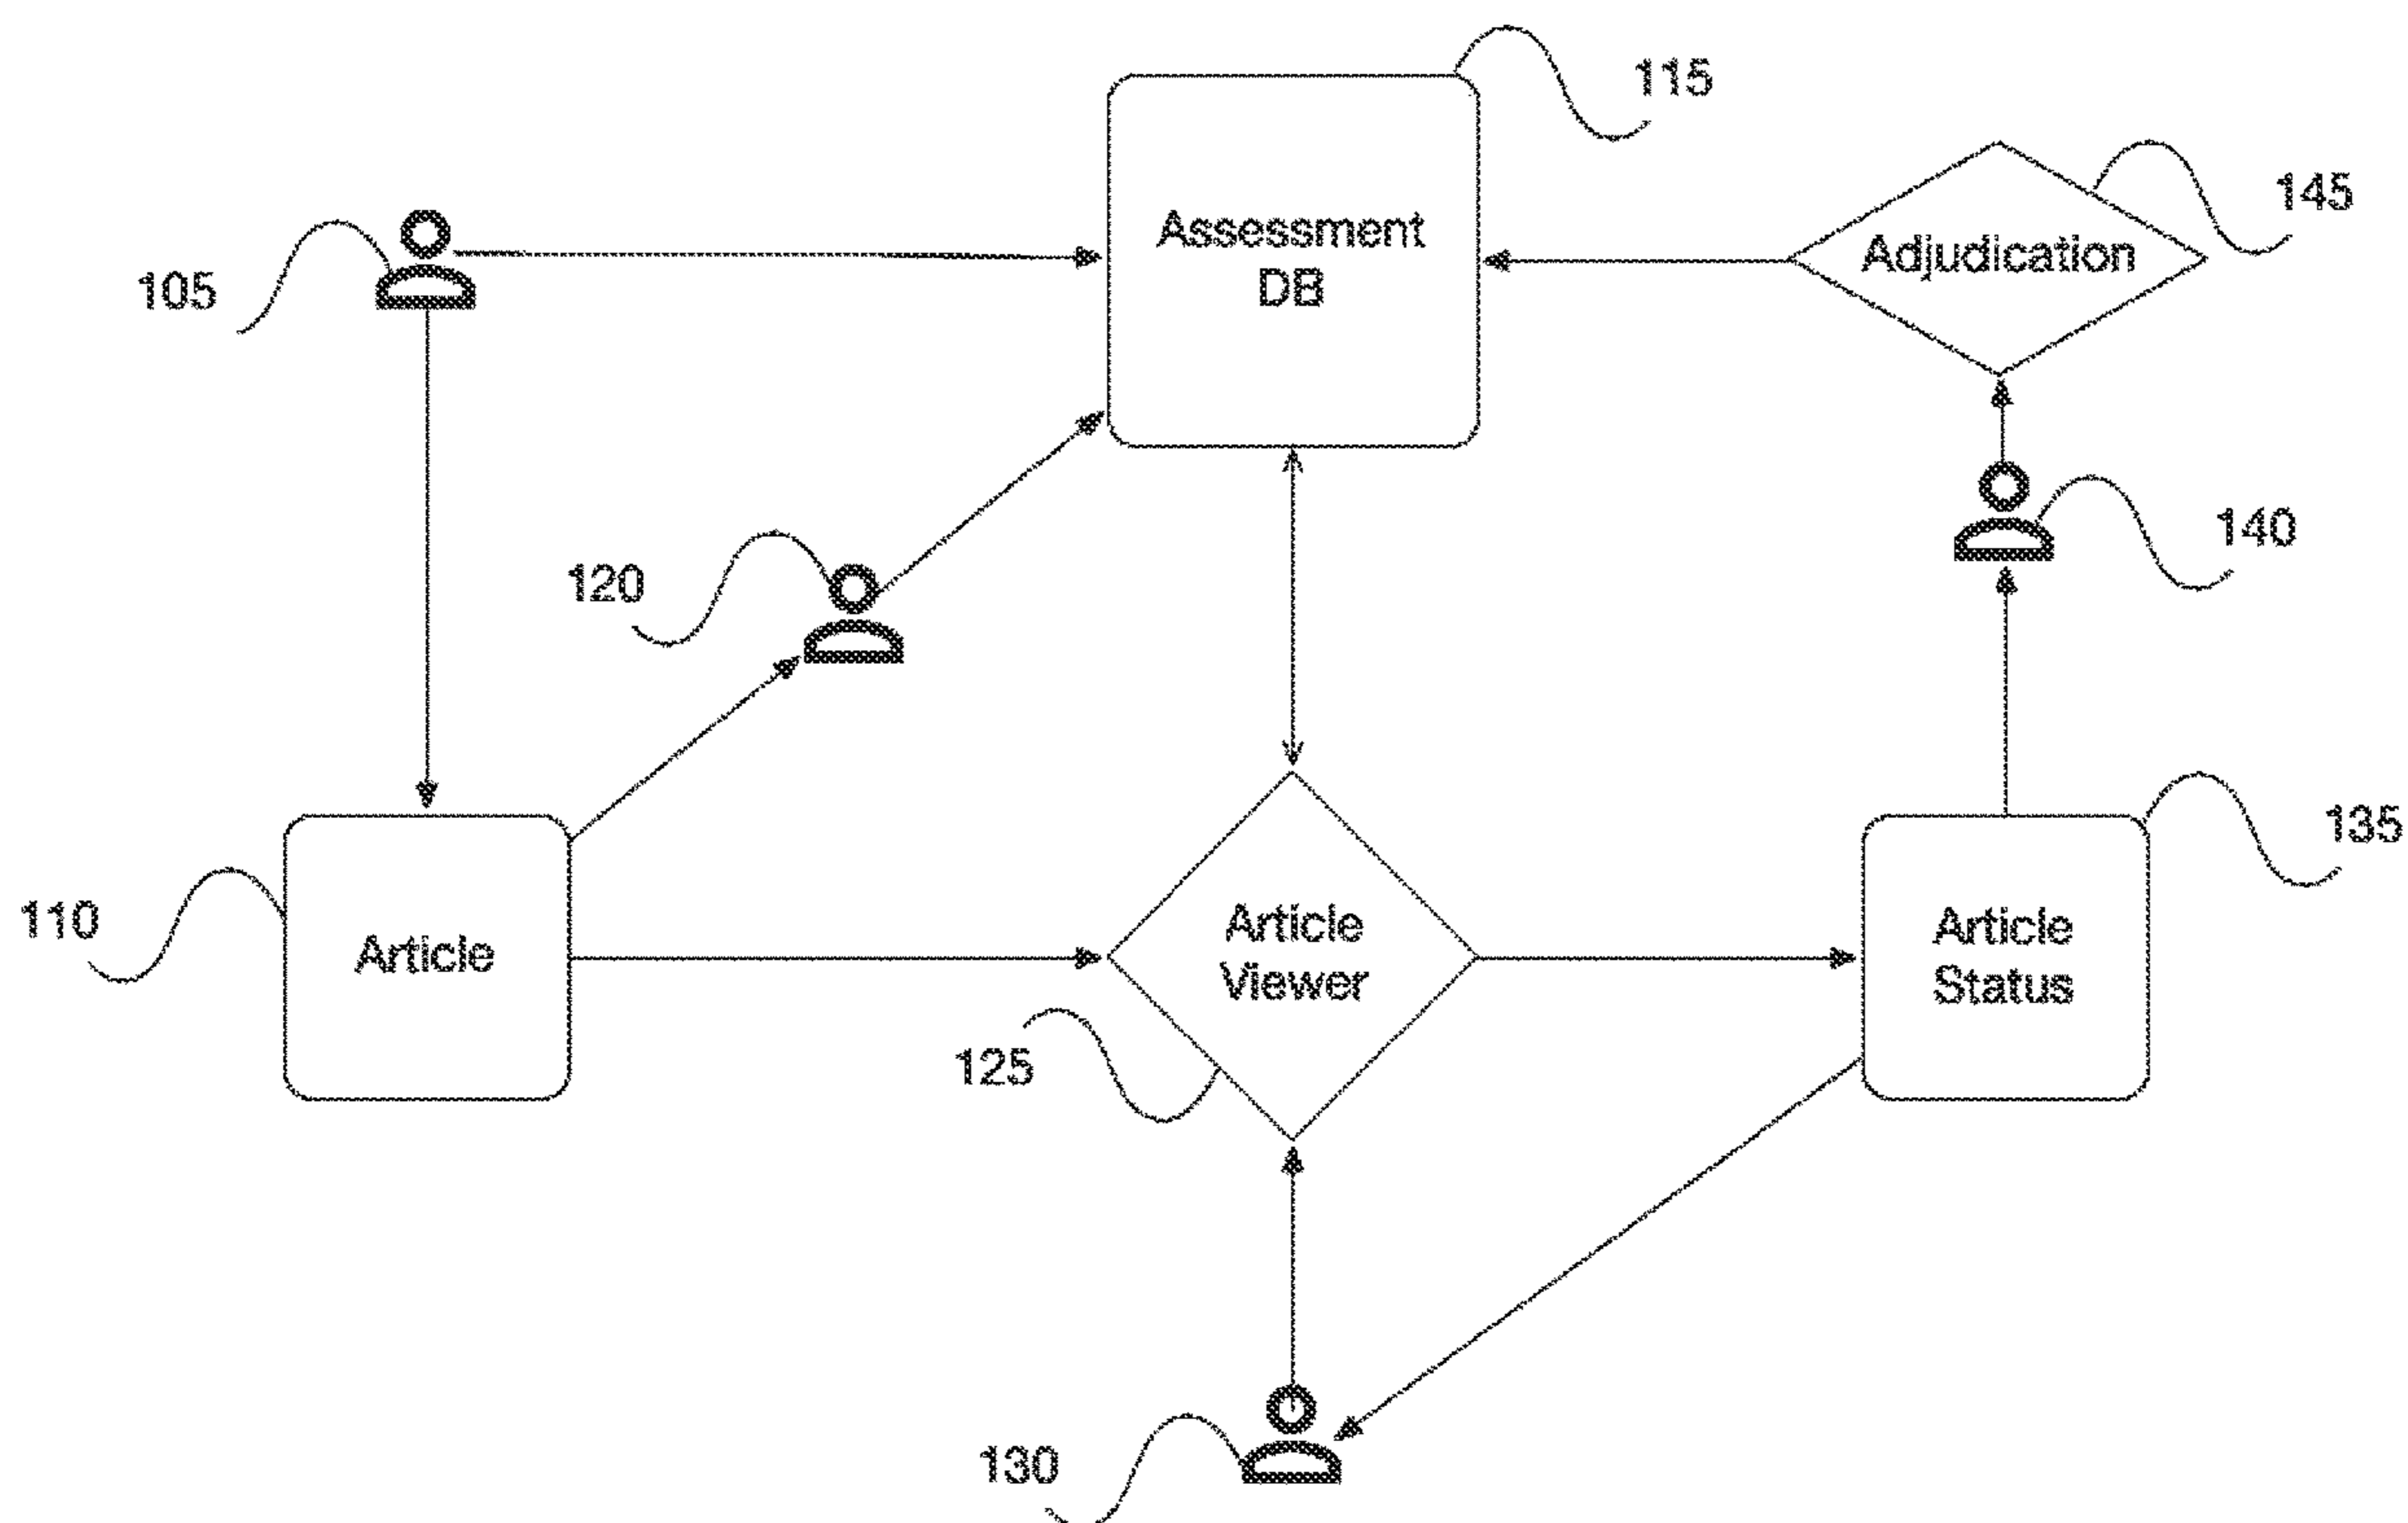 115
145
Assessment
DB
Adjudication
105
140
120
135
110
Article
Article
Viewer
Article
Status
125
130